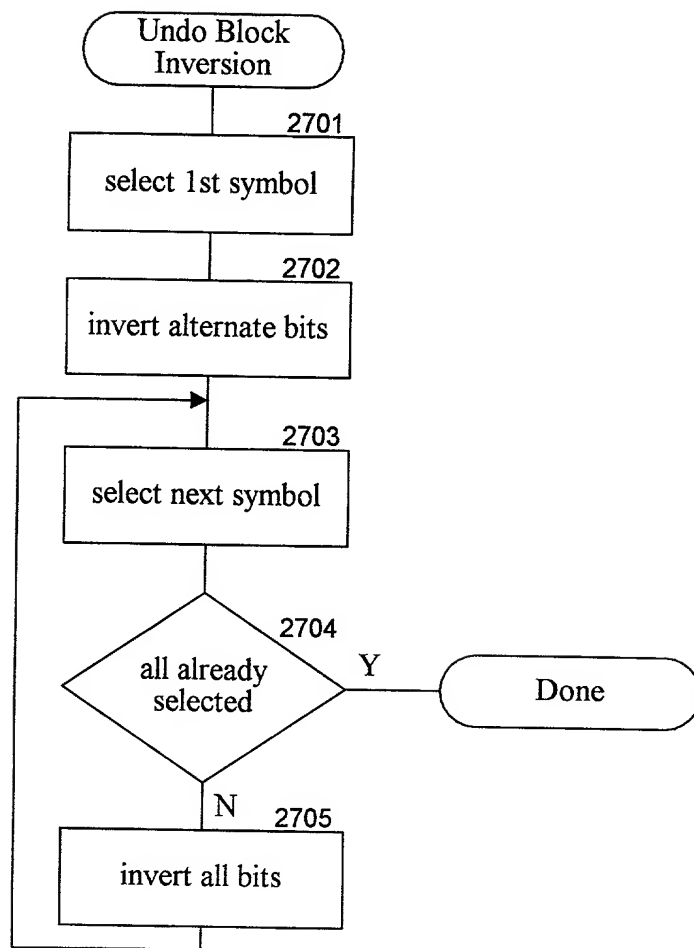 Undo Block
Inversion
2701
select 1st symbol
2702
invert alternate bits
2703
select next symbol
2704
all already
selected
Y
Done
N
2705
invert all bits